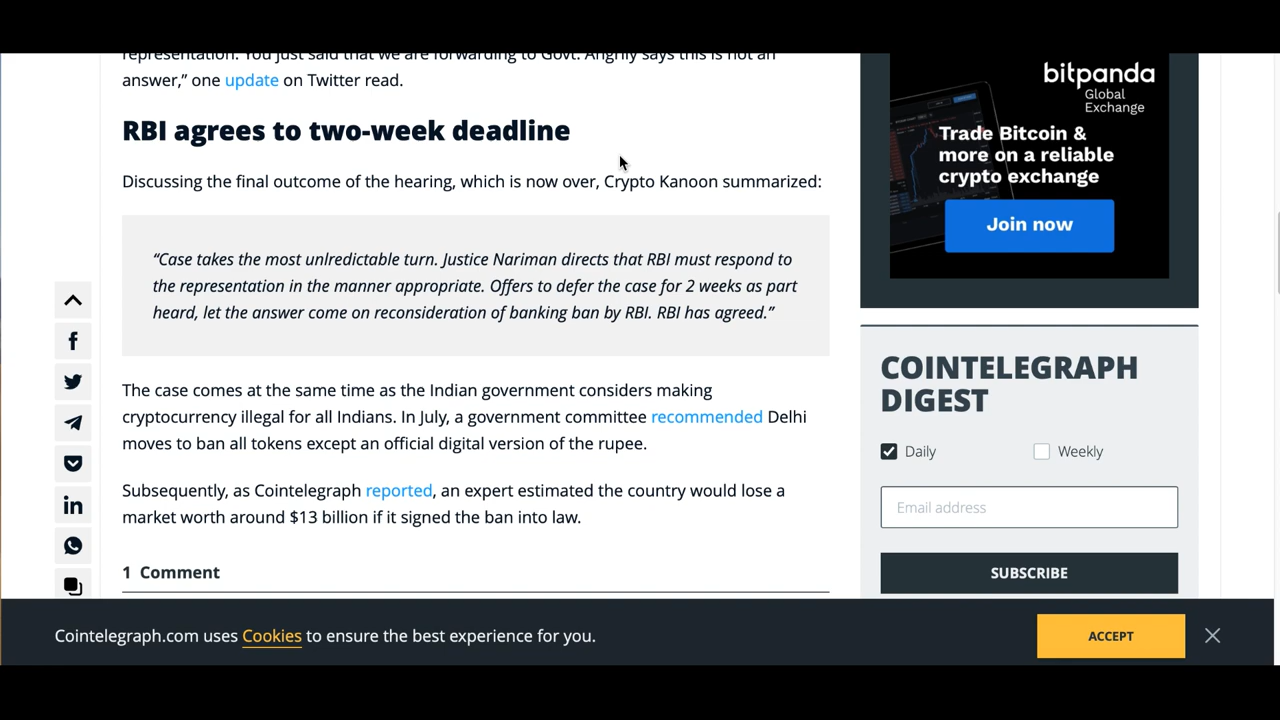 representation. You just said that we are forwarding to Govt. Angrily says this is not an
answer,” one update on Twitter read.
RBI agrees to two-week deadline
Discussing the final outcome of the hearing, which is now over, Crypto Kanoon summarized:
“Case takes the most unlredictable turn. Justice Nariman directs that RBI must respond to
the representation in the manner appropriate. Offers to defer the case for 2 weeks as part
heard, let the answer come on reconsideration of banking ban by RBI. RBI has agreed.”
The case comes at the same time as the Indian government considers making
cryptocurrency illegal for all Indians. In July, a government committee recommended Delhi
moves to ban all tokens except an official digital version of the rupee.
Subsequently, as Cointelegraph reported, an expert estimated the country would lose a
market worth around $13 billion if it signed the ban into law.
1 Comment
bitpanda
Global
Exchange
Trade Bitcoin &
more on a reliable
crypto exchange
Join now
COINTELEGRAPH
DIGEST
Daily
Weekly
Email address
SUBSCRIBE
Cointelegraph.com uses Cookies to ensure the best experience for you.
ACCEPT